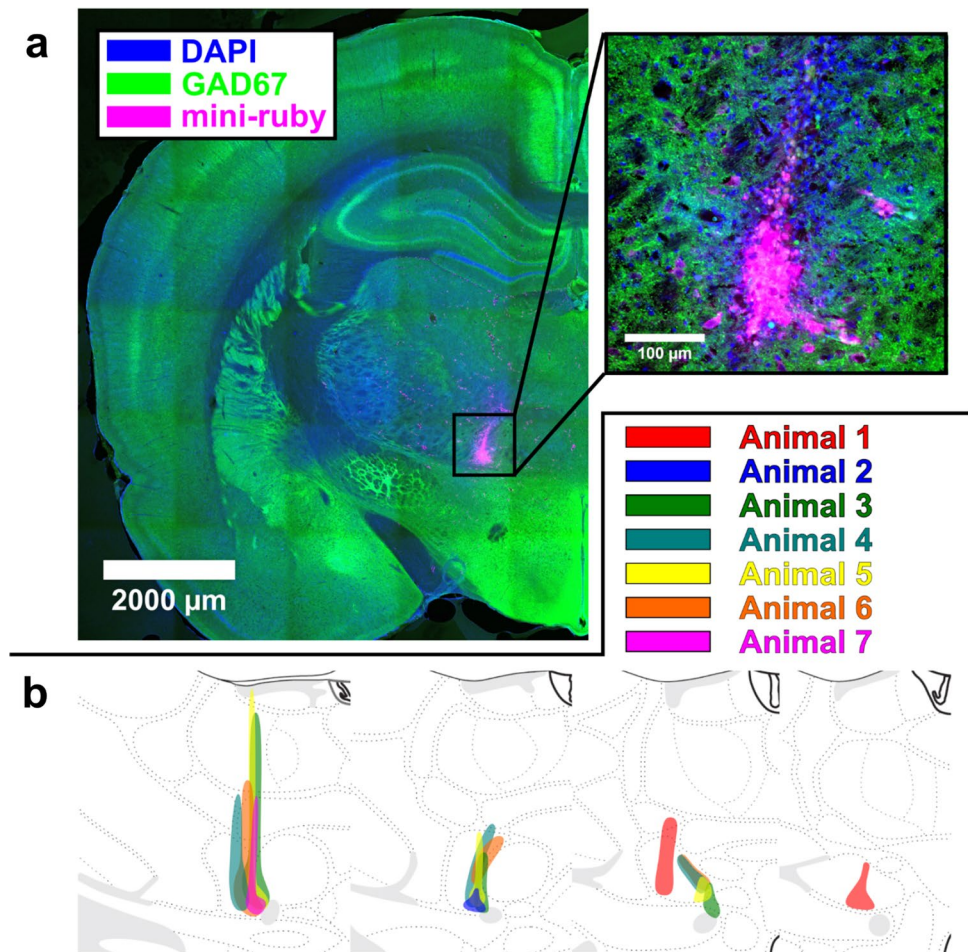 a
DAPI
GAD67
mini-ruby
100 µm
2000 µm
Animal 1
Animal 2
Animal 3
Animal 4
Animal 5
Animal 6
Animal 7
b